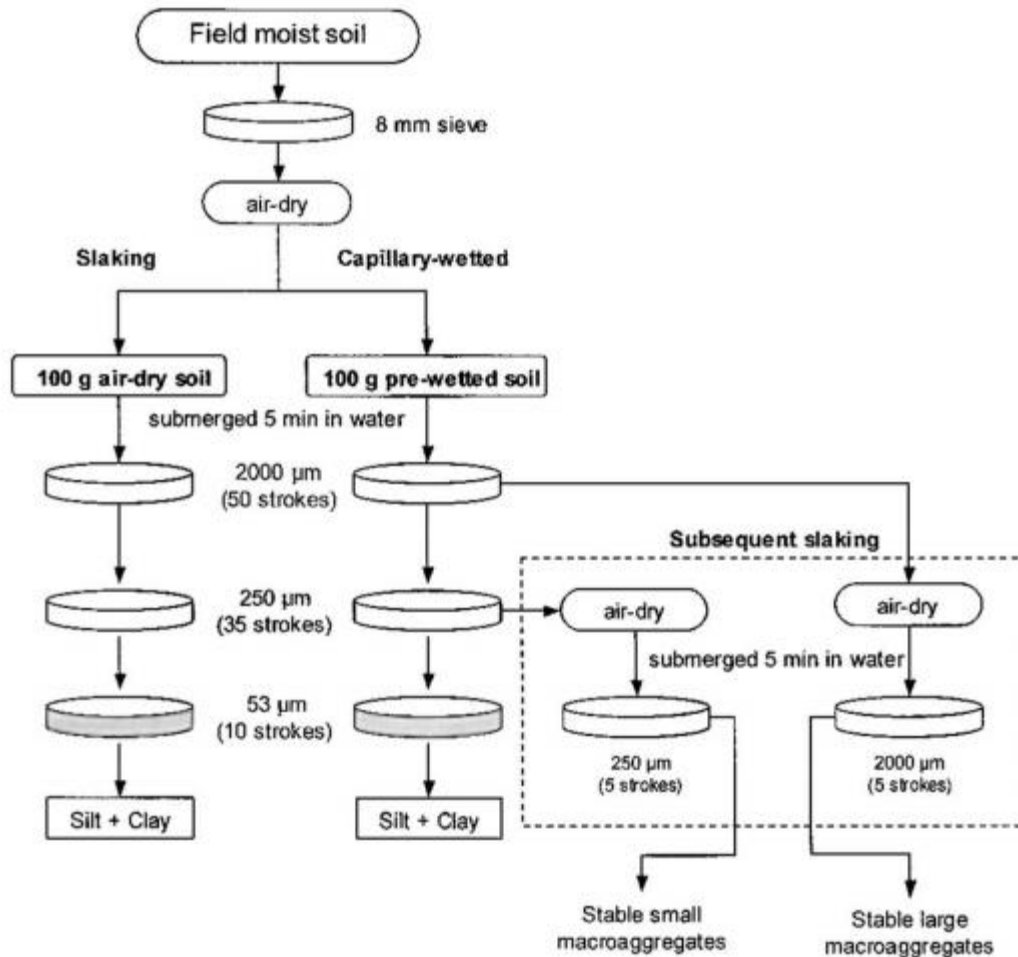 Field moist soil
8 mm sieve
air-dry
Slaking
Capillary-wetted
100 g air-dry soil
100 g pre-wetted soil
submerged 5 min in water
2000 µm
(50 strokes)
Subsequent slaking
250 µm
(35 strokes)
air-dry
air-dry
submerged 5 min in water
53 µm
(10 strokes)
250 µm
(5 strokes)
2000 µm
(5 strokes)
Silt + Clay
Silt + Clay
Stable small
macroaggregates
Stable large
macroaggregates